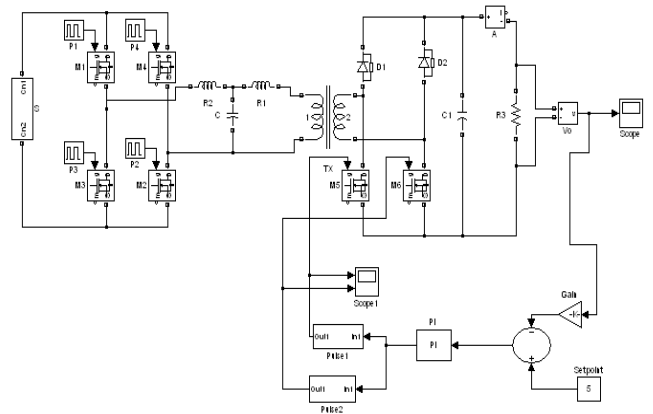 P1
P4
M1
M4
Cn1
Cn2
R2
R1
C
1
2
TX
P3
P2
M3
M2
D1
D2
A
C1
R3
Vo
Scope
M5
M6
Scope1
Gain
-K-
PI
PI
Out1
In1
Pulse1
Out1
In1
Pulse2
Setpoint
5